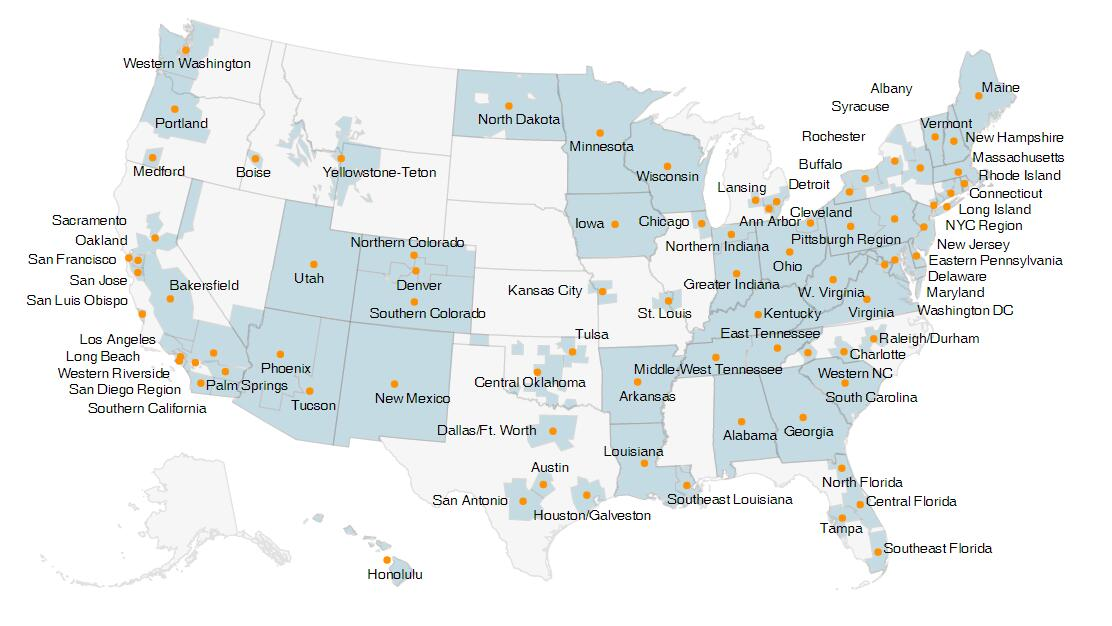 Western Washington
Portland
Medford
Boise
Yellowstone-Teton
North Dakota
Minnesota
Wisconsin
Iowa
Chicago
Lansing
Ann Arbor
Detroit
Cleveland
Albany
Syracuse
Rochester
Buffalo
Maine
Vermont
New Hampshire
Massachusetts
Rhode Island
Connecticut
Long Island
NYC Region
New Jersey
Eastern Pennsylvania
Delaware
Maryland
Washington DC
Pittsburgh Region
Northern Indiana
Greater Indiana
Ohio
W. Virginia
Virginia
Kentucky
East Tennessee
Middle-West Tennessee
Raleigh/Durham
Charlotte
Western NC
South Carolina
Sacramento
Oakland
San Francisco
San Jose
San Luis Obispo
Bakersfield
Los Angeles
Long Beach
Western Riverside
San Diego Region
Southern California
Palm Springs
Utah
Northern Colorado
Denver
Southern Colorado
Phoenix
Tucson
New Mexico
Kansas City
St. Louis
Tulsa
Central Oklahoma
Arkansas
Dallas/Ft. Worth
Austin
San Antonio
Houston/Galveston
Louisiana
Southeast Louisiana
Alabama
Georgia
North Florida
Central Florida
Tampa
Southeast Florida
Honolulu